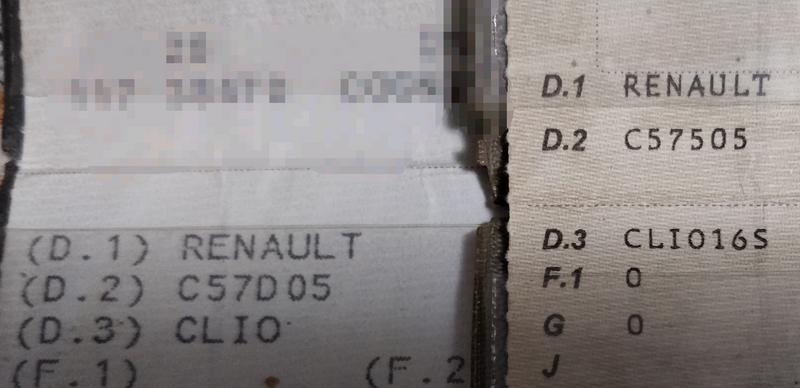 (D.1) RENAULT
(D.2) C57D05
(D.3) CLIO
(F.1) (F.2
D.1 RENAULT
D.2 C57505
D.3 CLIO16S
F.1 0
G 0
J